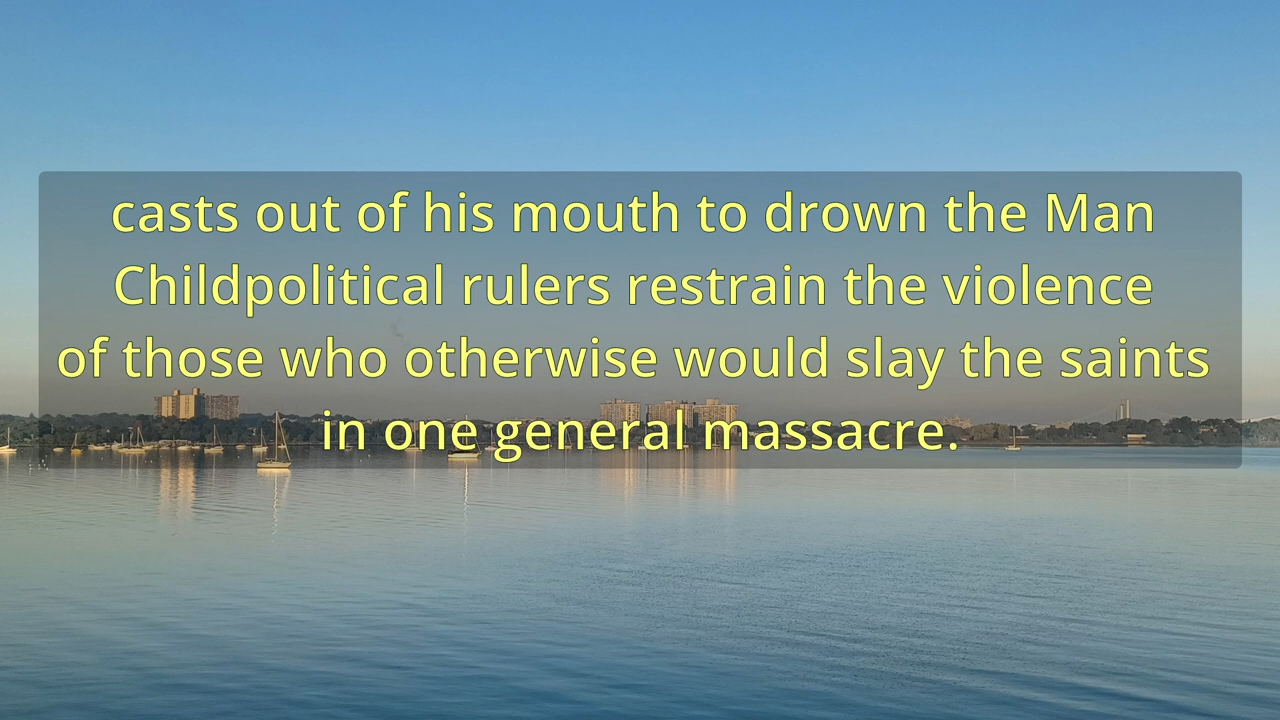 casts out of his mouth to drown the Man
Childpolitical rulers restrain the violence
of those who otherwise would slay the saints
in one general massacre.